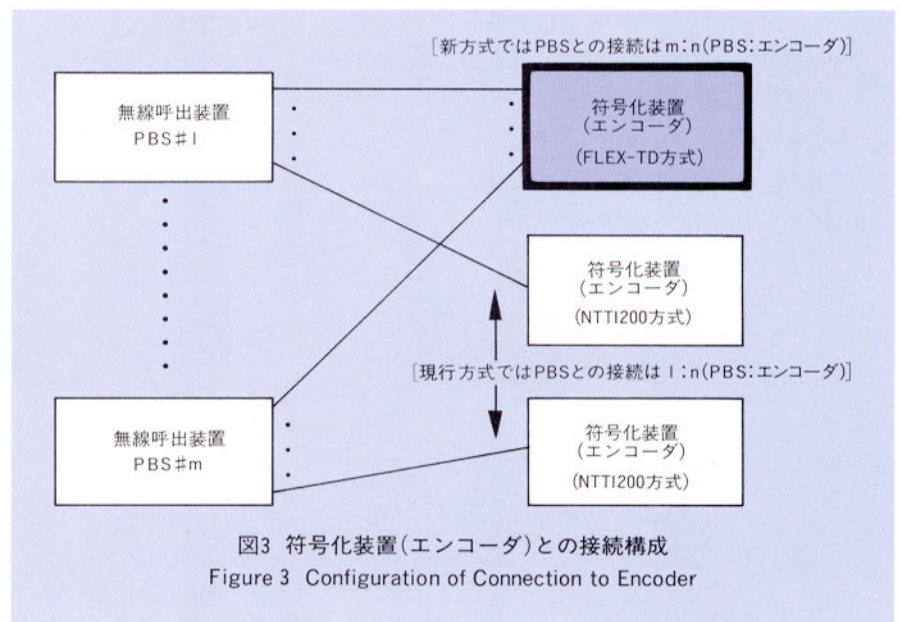 [新方式ではPBSとの接続はm:n(PBS:エンコーダ)]
無線呼出装置
PBS#1
符号化装置
(エンコーダ)
(FLEX-TD方式)
符号化装置
(エンコーダ)
(NTT1200方式)
[現行方式ではPBSとの接続は1:n(PBS:エンコーダ)]
無線呼出装置
PBS#m
符号化装置
(エンコーダ)
(NTT1200方式)
図3 符号化装置(エンコーダ)との接続構成
Figure 3 Configuration of Connection to Encoder